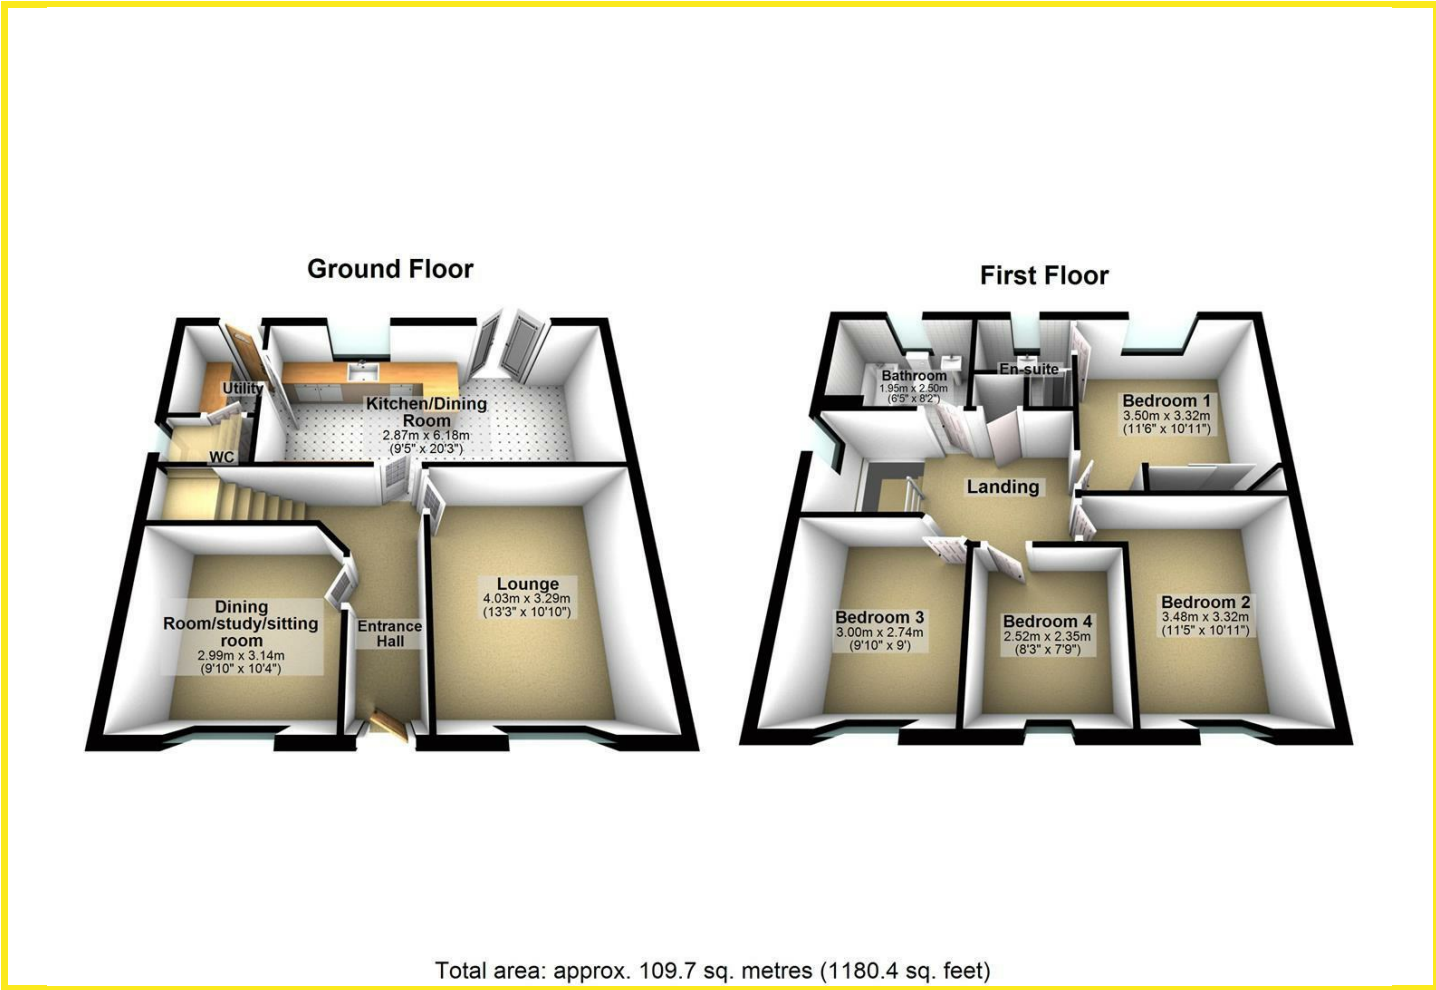 Ground Floor
Utility
Kitchen/Dining
Room
2.87m x 6.18m
(9'5" x 20'3")
WC
Lounge
4.03m x 3.29m
(13'3" x 10'10")
Dining
Room/study/sitting
room
2.99m x 3.14m
(9'10" x 10'4")
Entrance
Hall
First Floor
Bathroom
1.95m x 2.50m
(6'5" x 8'2")
En-suite
Bedroom 1
3.50m x 3.32m
(11'6" x 10'11")
Landing
Bedroom 3
3.00m x 2.74m
(9'10" x 9')
Bedroom 4
2.52m x 2.35m
(8'3" x 7'9")
Bedroom 2
3.48m x 3.32m
(11'5" x 10'11")
Total area: approx. 109.7 sq. metres (1180.4 sq. feet)